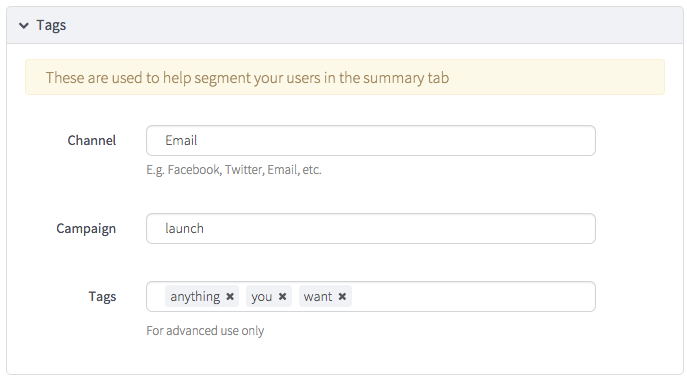 Tags
These are used to help segment your users in the summary tab
Channel
Email
E.g. Facebook, Twitter, Email, etc.
Campaign
launch
Tags
anything ✖ you ✖ want ✖
For advanced use only